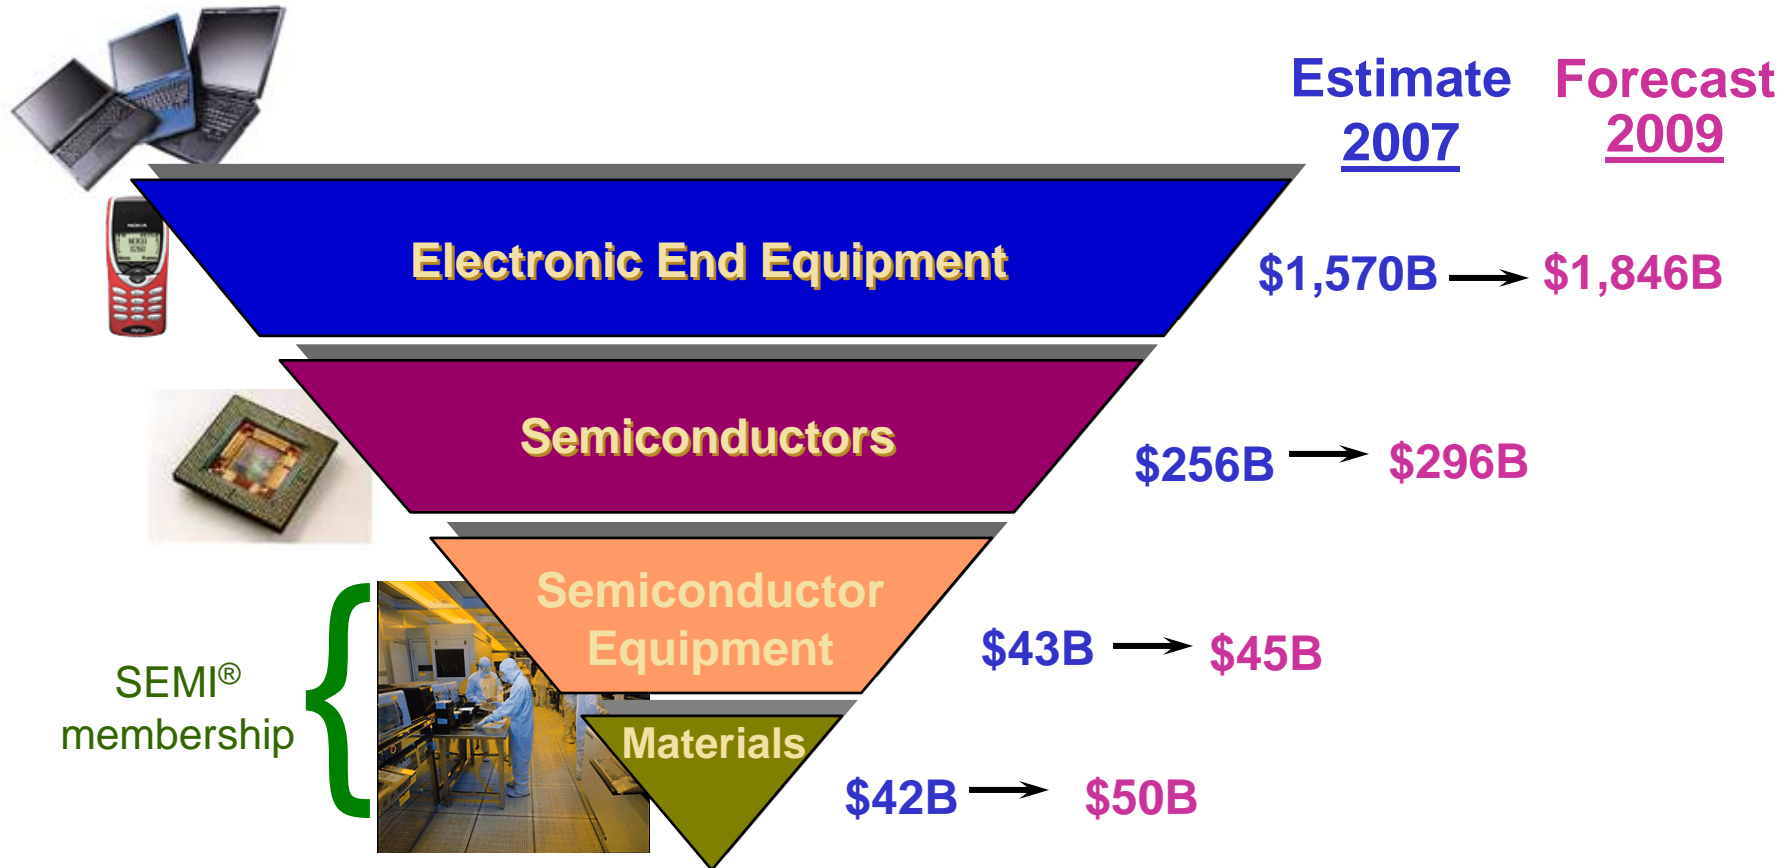 Estimate Forecast
2007 2009
Electronic End Equipment
$1,570B $1,846B
Semiconductors
$256B $296B
Semiconductor
Equipment
$43B $45B
SEMI®
membership
Materials
$42B $50B
NOKIA